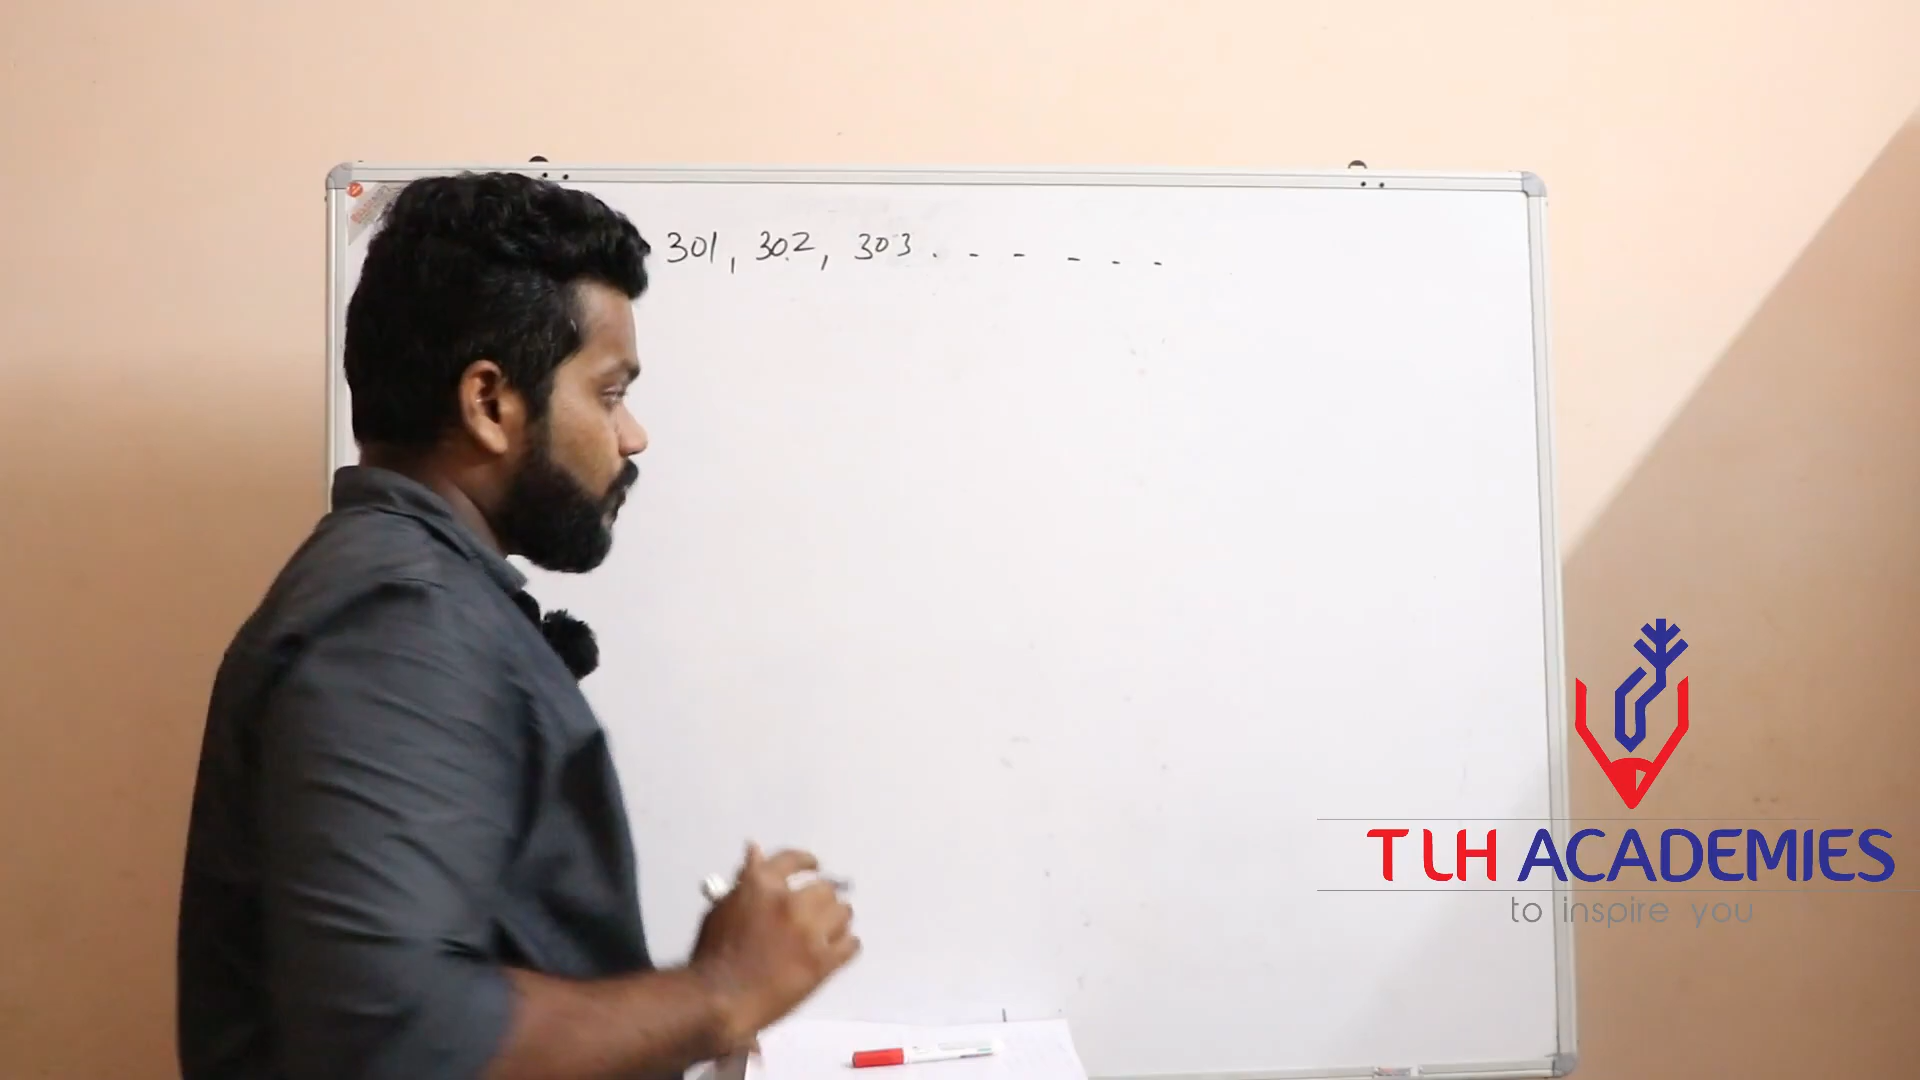 301, 302, 303 . - - - - -
TLH ACADEMIES
to inspire you